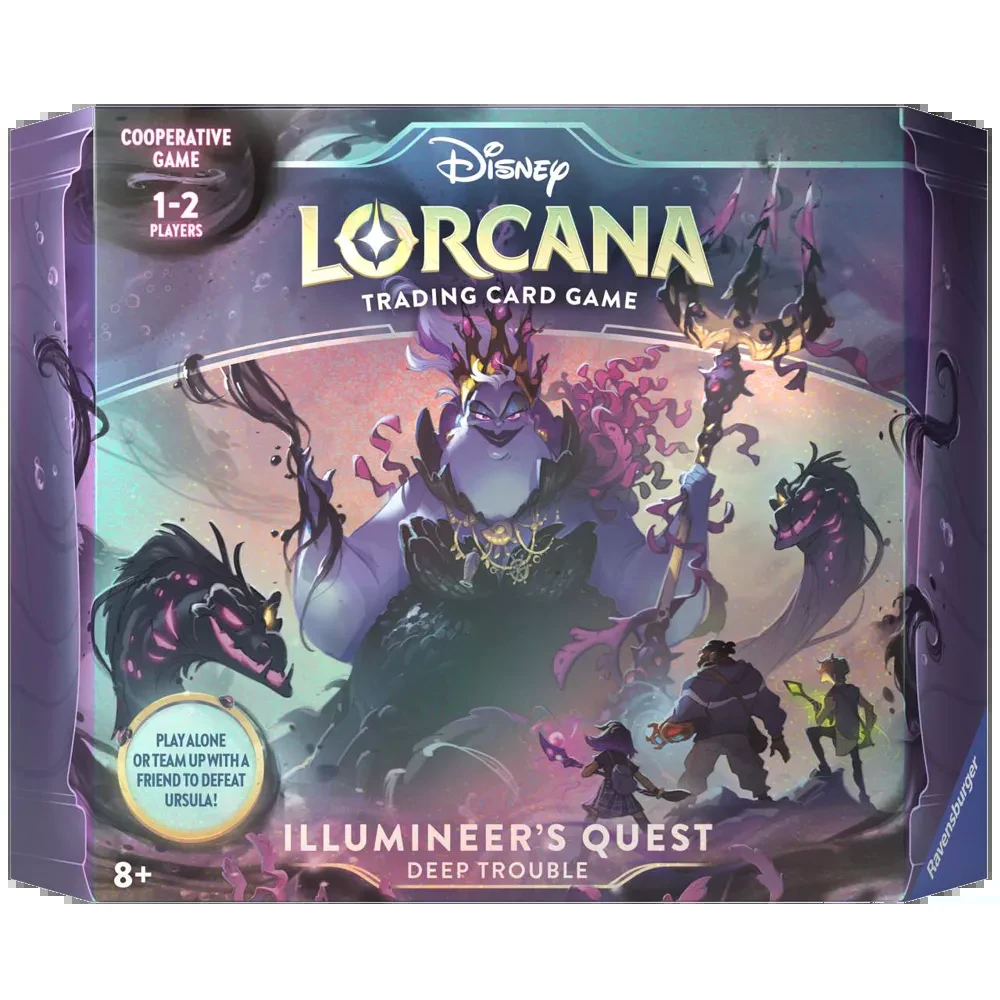 COOPERATIVE
GAME
1-2
PLAYERS
Disney
LORCANA
TRADING CARD GAME
PLAY ALONE
OR TEAM UP WITH A
FRIEND TO DEFEAT
URSULA!
ILLUMINEER'S QUEST
DEEP TROUBLE
8+
Ravensburger